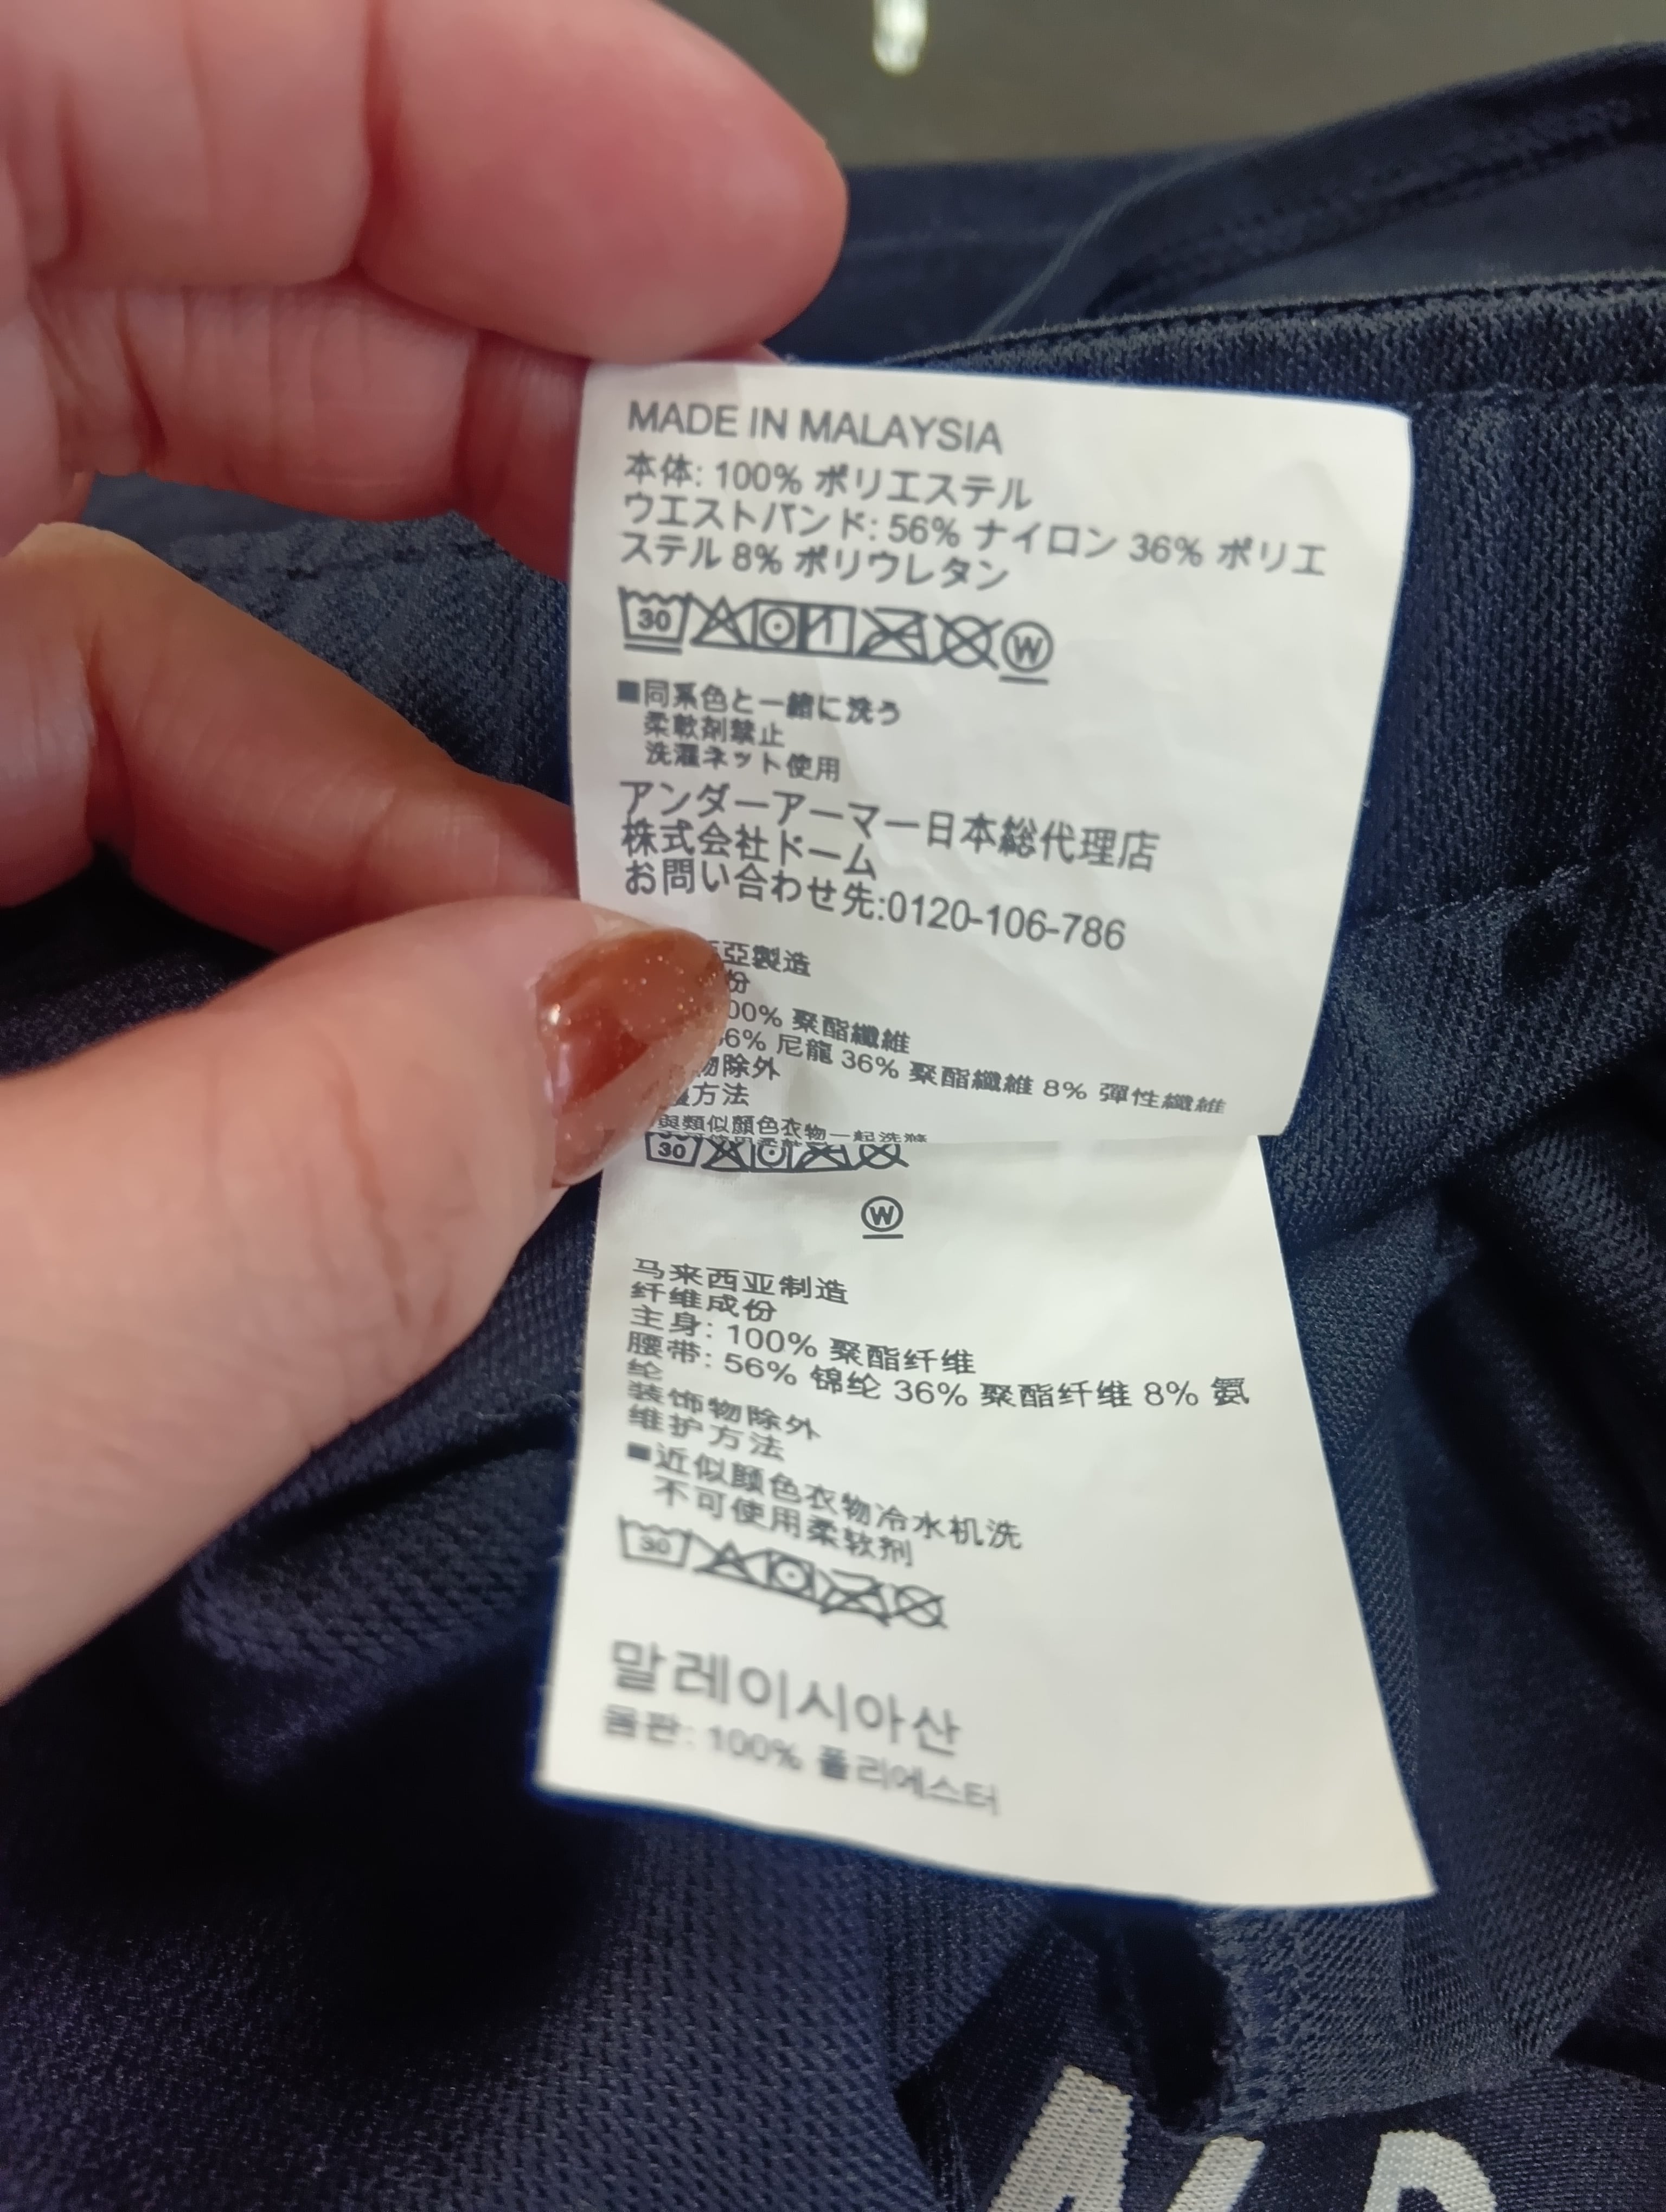 MADE IN MALAYSIA
本体: 100% ポリエステル
ウエストバンド: 56% ナイロン 36% ポリエ
ステル 8% ポリウレタン
30
W
■同系色と一緒に洗う
柔軟剤禁止
洗濯ネット使用
アンダーアーマー日本総代理店
株式会社ドーム
お問い合わせ先:0120-106-786
亞製造
份
00% 聚酯纖維
6% 尼龍 36% 聚酯纖維 8% 彈性纖維
物除外
方法
與類似顏色衣物一起洗滌
30
W
马来西亚制造
纤维成份
主身: 100% 聚酯纤维
腰带: 56% 锦纶 36% 聚酯纤维 8% 氨
纶
装饰物除外
维护方法
■近似颜色衣物冷水机洗
不可使用柔软剂
30
말레이시아산
몸판: 100% 폴리에스터